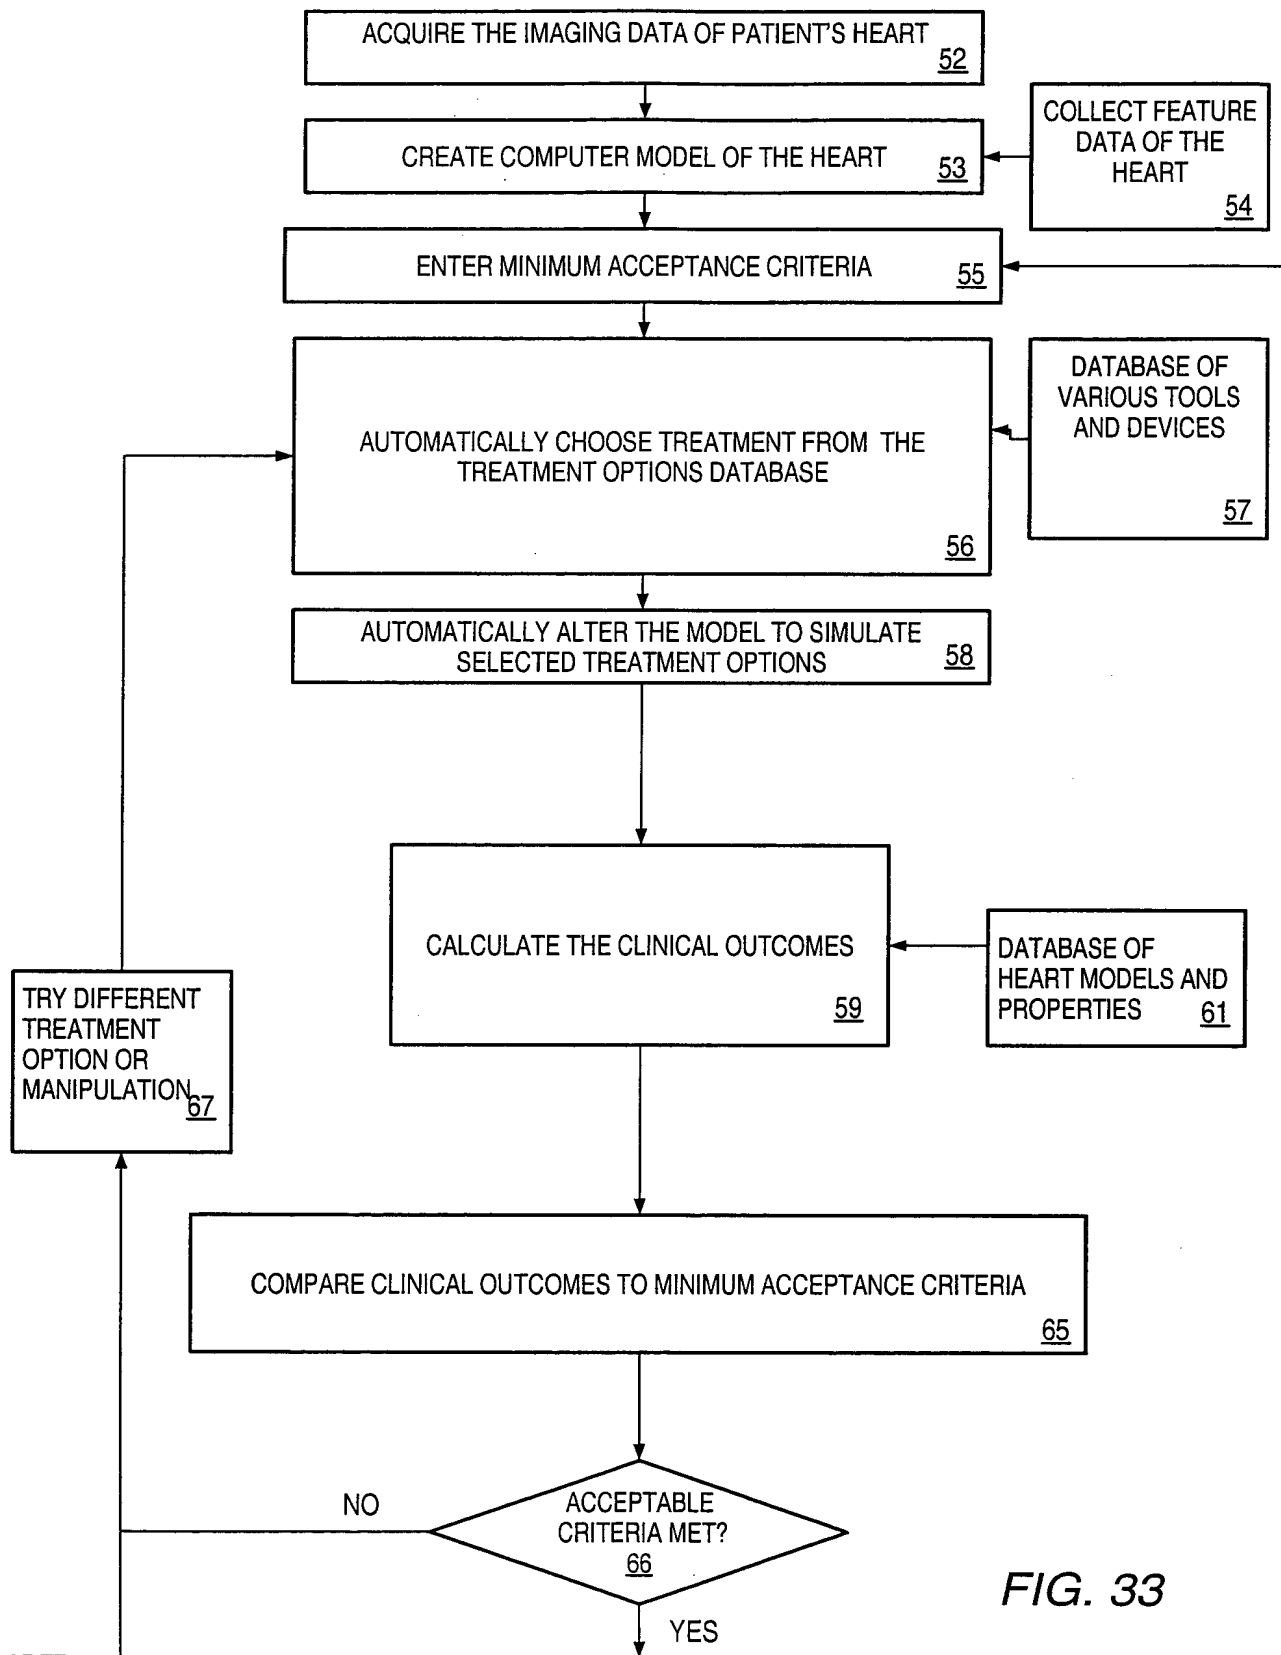 ACQUIRE THE IMAGING DATA OF PATIENT'S HEART
52
CREATE COMPUTER MODEL OF THE HEART
53
COLLECT FEATURE
DATA OF THE
HEART
54
ENTER MINIMUM ACCEPTANCE CRITERIA
55
AUTOMATICALLY CHOOSE TREATMENT FROM THE
TREATMENT OPTIONS DATABASE
56
DATABASE OF
VARIOUS TOOLS
AND DEVICES
57
AUTOMATICALLY ALTER THE MODEL TO SIMULATE
SELECTED TREATMENT OPTIONS
58
CALCULATE THE CLINICAL OUTCOMES
59
DATABASE OF
HEART MODELS AND
PROPERTIES
61
TRY DIFFERENT
TREATMENT
OPTION OR
MANIPULATION
67
COMPARE CLINICAL OUTCOMES TO MINIMUM ACCEPTANCE CRITERIA
65
NO
ACCEPTABLE
CRITERIA MET?
66
YES
FIG. 33